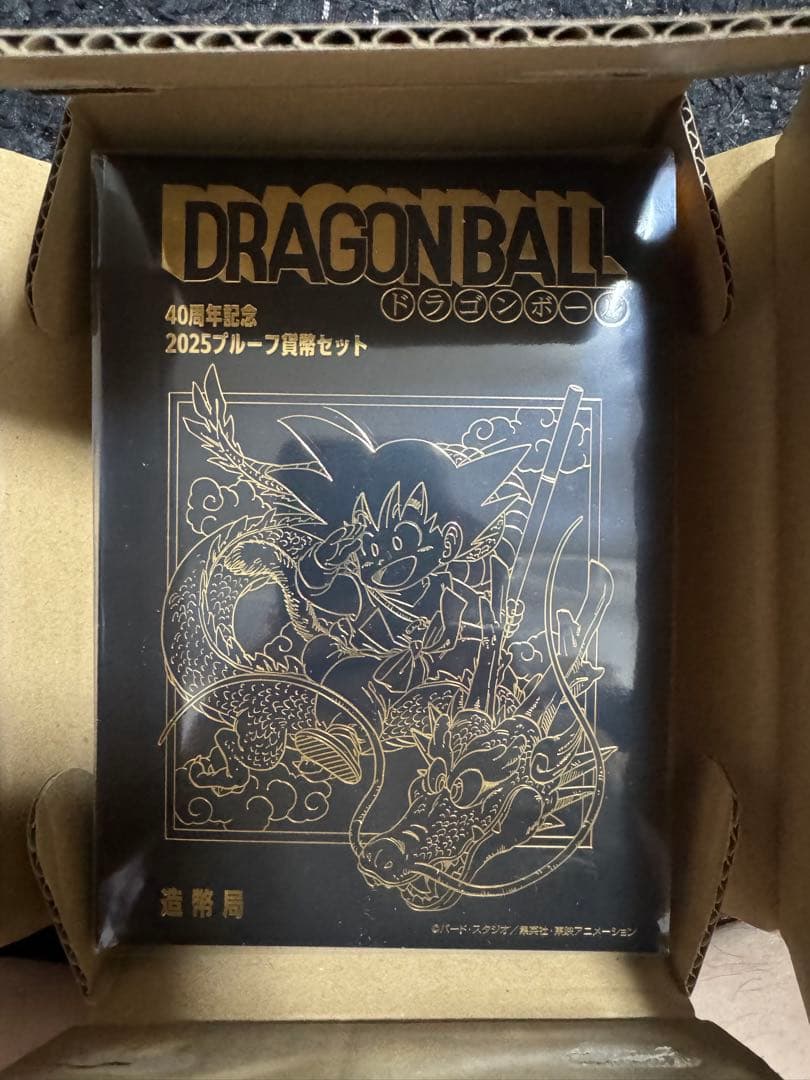 DRAGON BALL
ドラゴンボール
40周年記念
2025プルーフ貨幣セット
造幣局
©バード・スタジオ/集英社・東映アニメーション